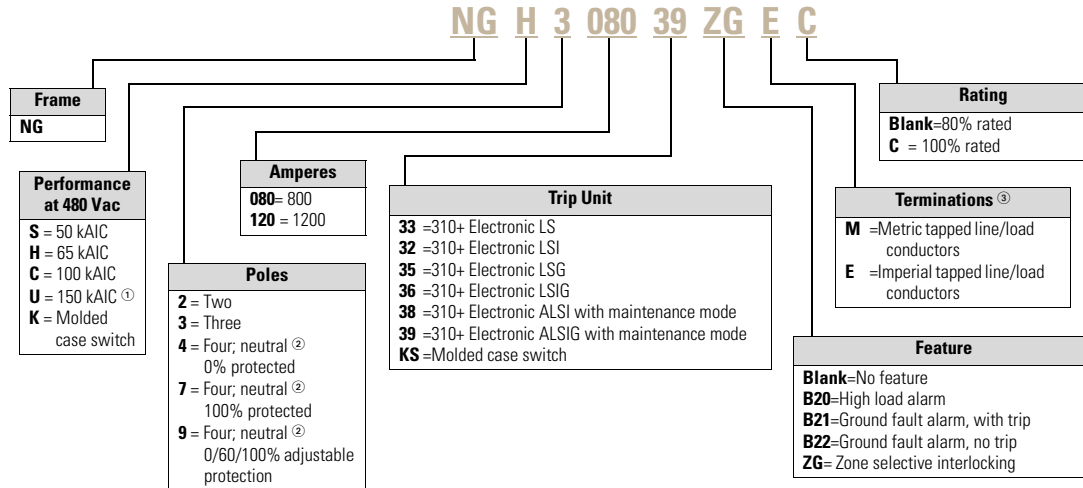 NG H 3 080 39 ZG E C
Frame
NG
Performance
at 480 Vac
S = 50 kAIC
H = 65 kAIC
C = 100 kAIC
U = 150 kAIC ①
K = Molded
case switch
Poles
2 = Two
3 = Three
4 = Four; neutral ②
0% protected
7 = Four; neutral ②
100% protected
9 = Four; neutral ②
0/60/100% adjustable
protection
Amperes
080= 800
120 = 1200
Trip Unit
33 =310+ Electronic LS
32 =310+ Electronic LSI
35 =310+ Electronic LSG
36 =310+ Electronic LSIG
38 =310+ Electronic ALSI with maintenance mode
39 =310+ Electronic ALSIG with maintenance mode
KS =Molded case switch
Rating
Blank=80% rated
C = 100% rated
Terminations ③
M =Metric tapped line/load
conductors
E =Imperial tapped line/load
conductors
Feature
Blank=No feature
B20=High load alarm
B21=Ground fault alarm, with trip
B22=Ground fault alarm, no trip
ZG= Zone selective interlocking